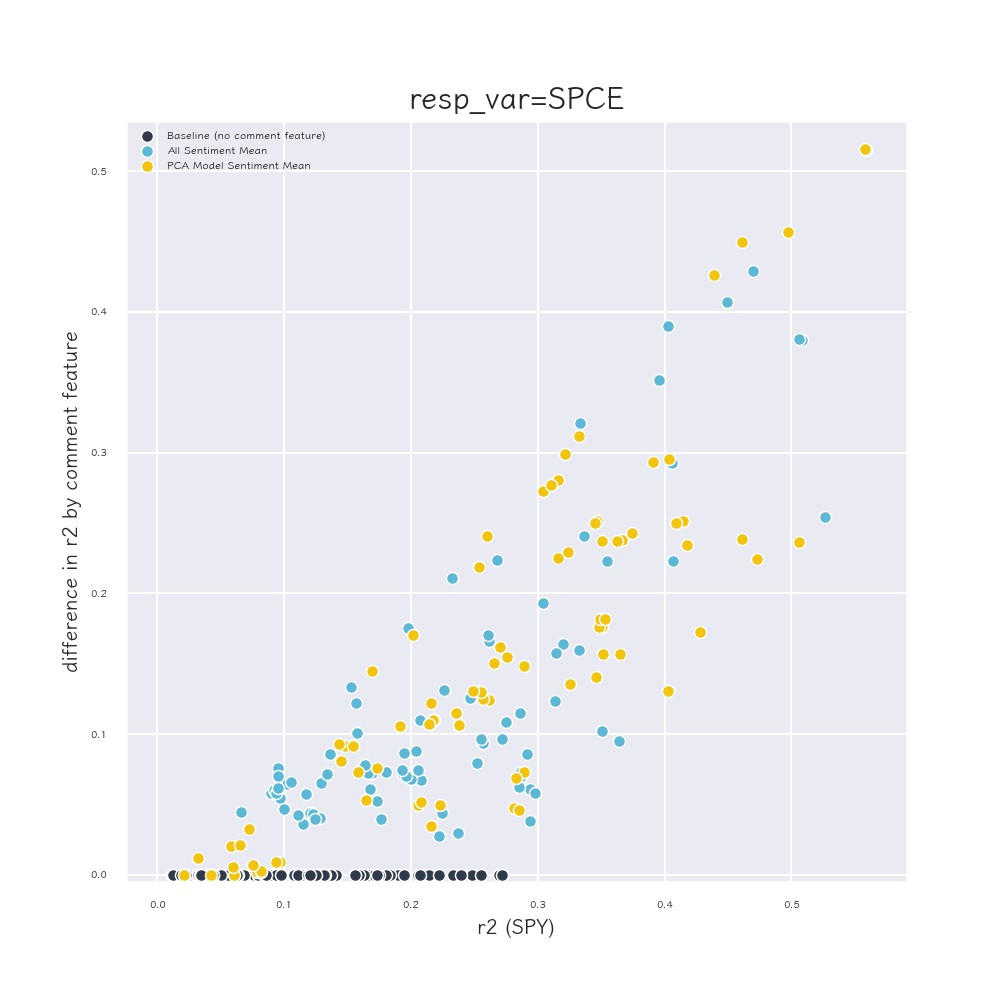 resp_var=SPCE
Baseline (no comment feature)
All Sentiment Mean
PCA Model Sentiment Mean
difference in r2 by comment feature
0.5
0.4
0.3
0.2
0.1
0.0
0.0 0.1 0.2 0.3 0.4 0.5
r2 (SPY)